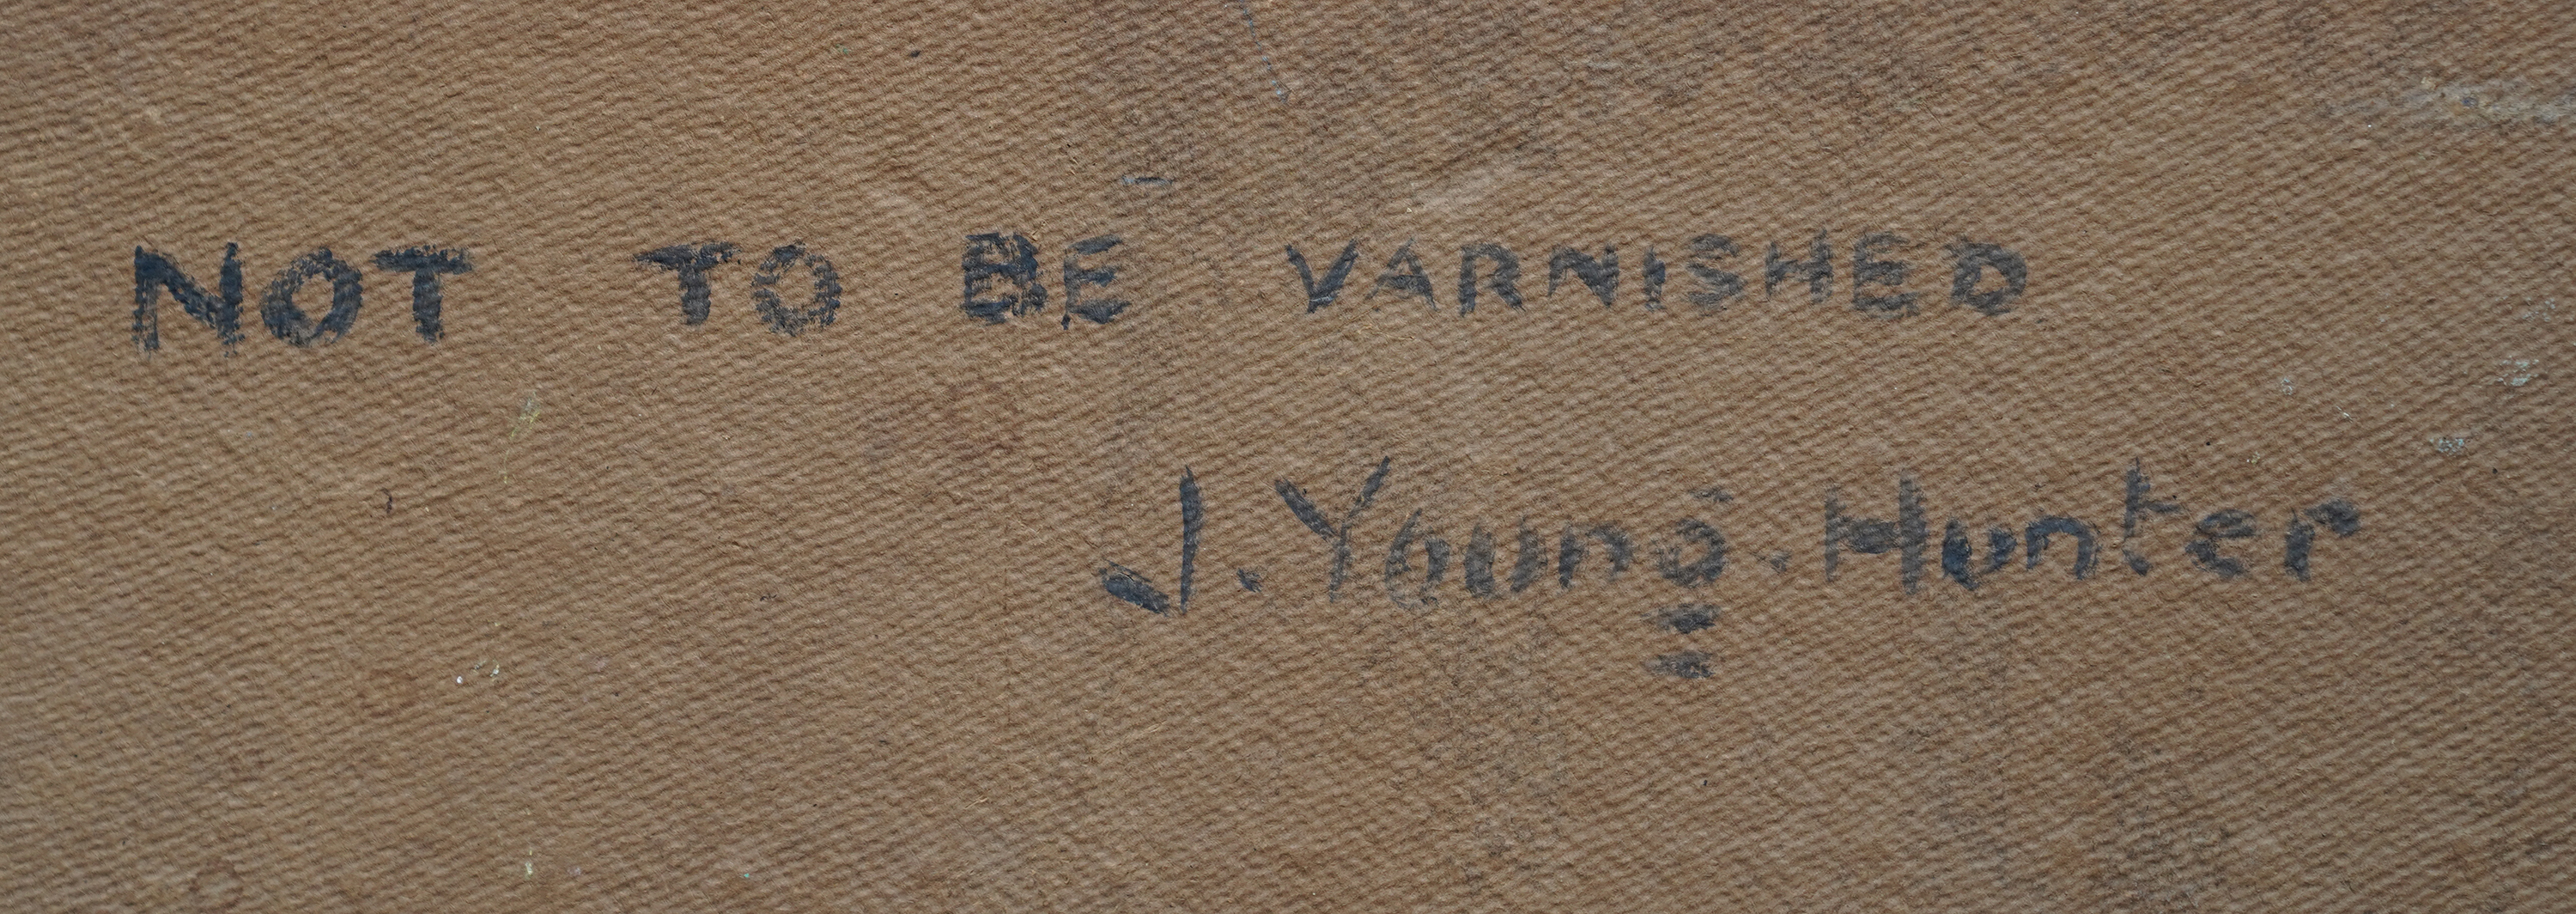 NOT TO BE VARNISHED
J. Young-Hunter